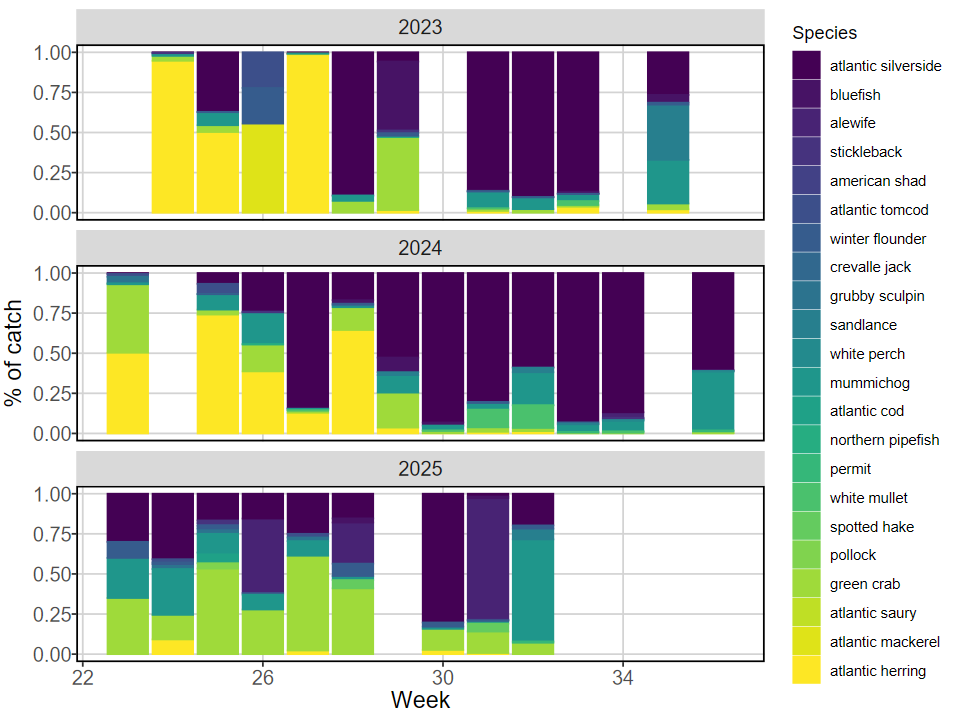 2023
1.00
0.75
0.50
0.25
0.00
2024
1.00
0.75
0.50
0.25
0.00
2025
1.00
0.75
0.50
0.25
0.00
22 26 30 34
Week
% of catch
Species
atlantic silverside
bluefish
alewife
stickleback
american shad
atlantic tomcod
winter flounder
crevalle jack
grubby sculpin
sandlance
white perch
mummichog
atlantic cod
northern pipefish
permit
white mullet
spotted hake
pollock
green crab
atlantic saury
atlantic mackerel
atlantic herring